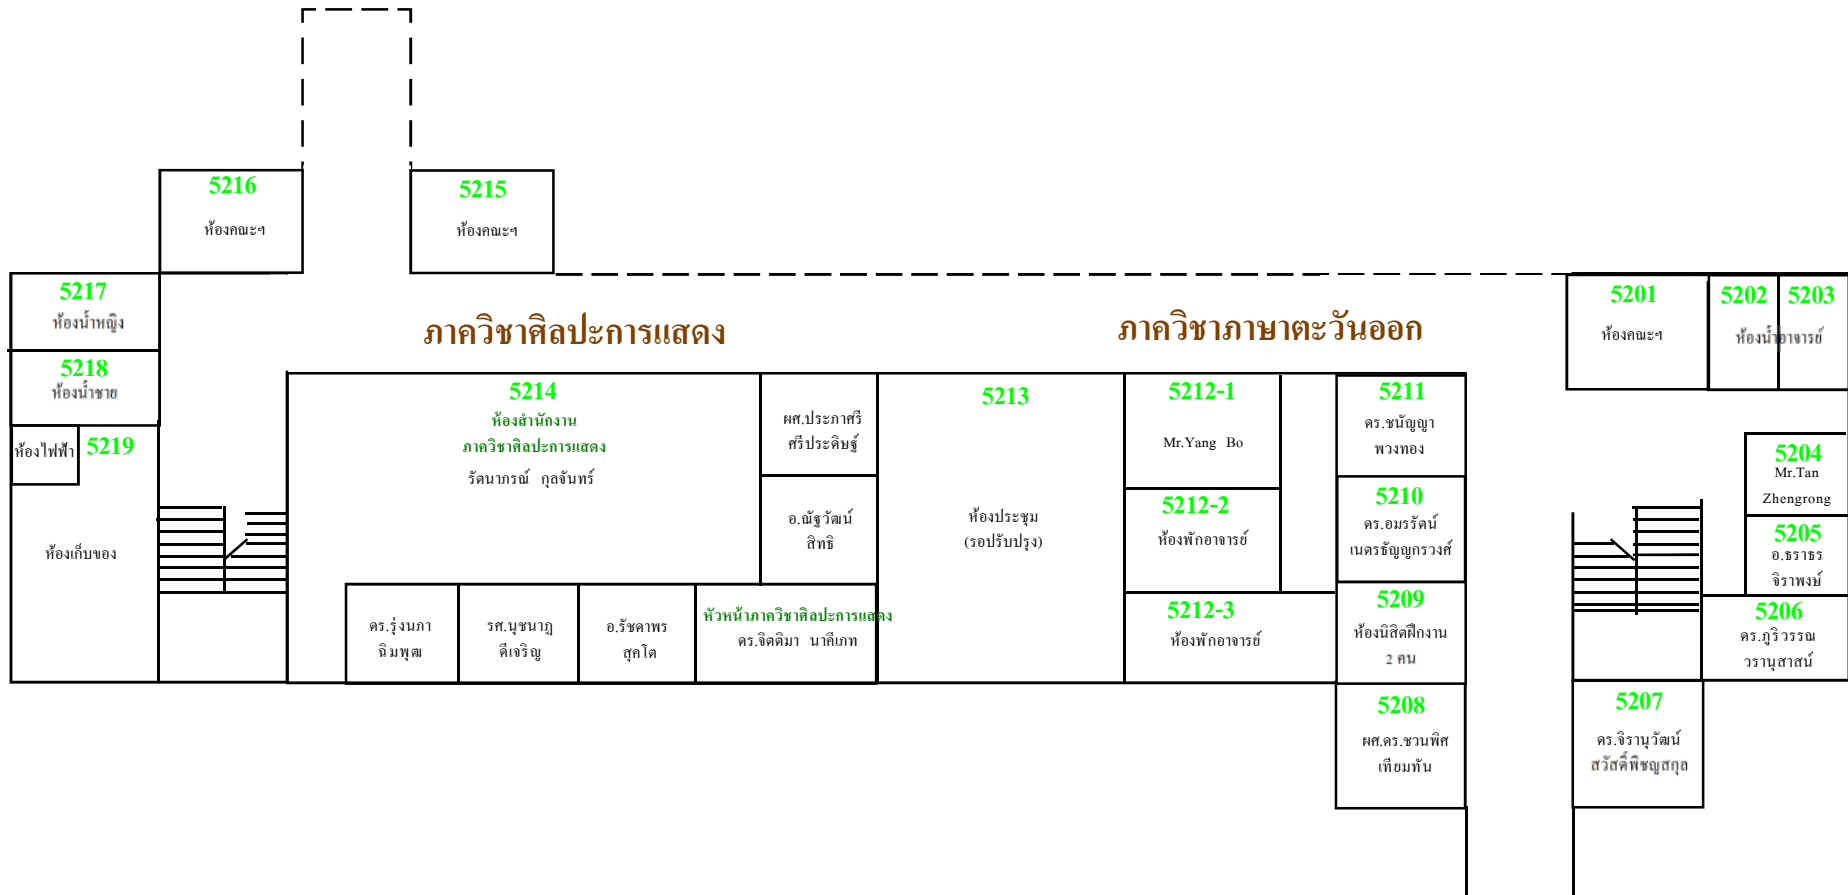 5216
ห้องคณะฯ
5215
ห้องคณะฯ
5217
ห้องน้ำหญิง
5218
ห้องน้ำชาย
ห้องไฟฟ้า
5219
ห้องเก็บของ
ภาควิชาศิลปะการแสดง
ภาควิชาภาษาตะวันออก
5214
ห้องสำนักงาน
ภาควิชาศิลปะการแสดง
รัตนาภรณ์ กุลจันทร์
ผศ.ประภาศรี
ศรีประดิษฐ์
อ.ณัฐวัฒน์
สิทธิ
ดร.รุ่งนภา
ฉิมพุฒ
รศ.นุชนาฎ
ดีเจริญ
อ.รัชดาพร
สุคโต
หัวหน้าภาควิชาศิลปะการแสดง
ดร.จิตติมา นาคีเภท
5213
ห้องประชุม
(รอปรับปรุง)
5212-1
Mr.Yang Bo
5212-2
ห้องพักอาจารย์
5212-3
ห้องพักอาจารย์
5211
ดร.ชนัญญา
พวงทอง
5210
ดร.อมรรัตน์
เนตรธัญญกรวงศ์
5209
ห้องนิสิตฝึกงาน
2 คน
5208
ผศ.ดร.ชวนพิศ
เทียมทัน
5201
ห้องคณะฯ
5202 5203
ห้องน้ำอาจารย์
5204
Mr.Tan
Zhengrong
5205
อ.ธราธร
จิราพงษ์
5206
ดร.ภูริวรรณ
วรานุสาสน์
5207
ดร.จิรานุวัฒน์
สวัสดิ์พิชญสกุล